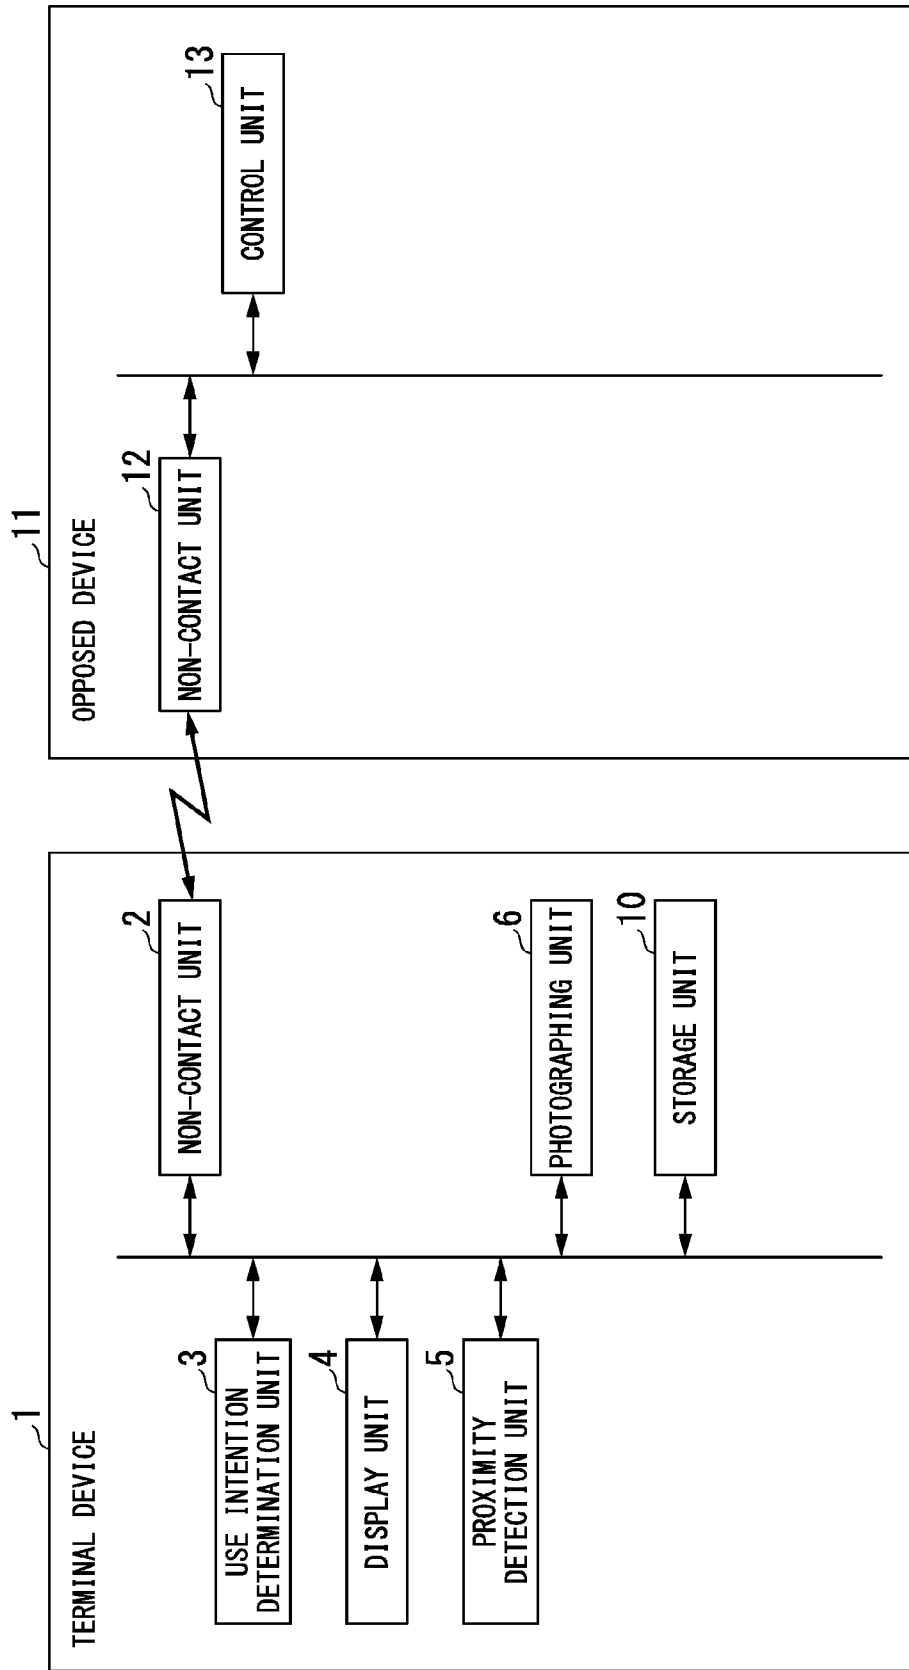 1
TERMINAL DEVICE
3
USE INTENTION
DETERMINATION UNIT
4
DISPLAY UNIT
5
PROXIMITY
DETECTION UNIT
2
NON-CONTACT UNIT
6
PHOTOGRAPHING UNIT
10
STORAGE UNIT
11
OPPOSED DEVICE
12
NON-CONTACT UNIT
13
CONTROL UNIT